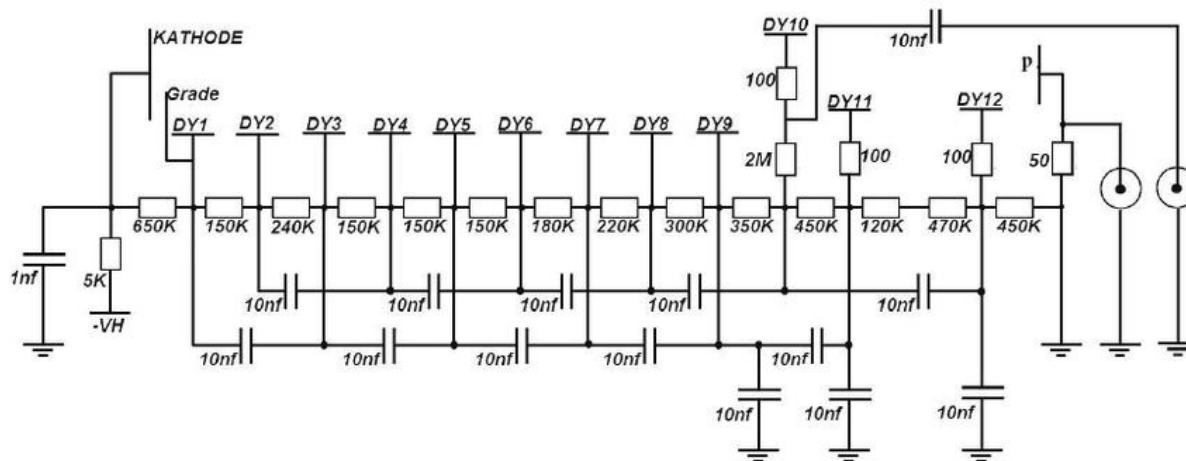 KATHODE
Grade
DY1
DY2
DY3
DY4
DY5
DY6
DY7
DY8
DY9
DY10
DY11
DY12
10nf
p
100
2M
100
100
50
650K
150K
240K
150K
150K
150K
180K
220K
300K
350K
450K
120K
470K
450K
1nf
5K
-VH
10nf
10nf
10nf
10nf
10nf
10nf
10nf
10nf
10nf
10nf
10nf
10nf
10nf